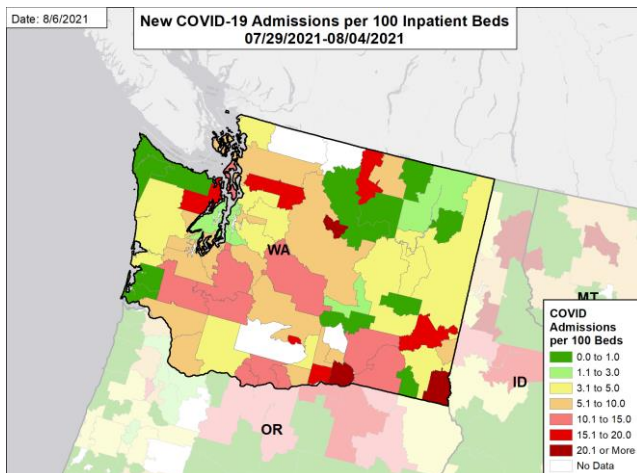 Date: 8/6/2021
New COVID-19 Admissions per 100 Inpatient Beds
07/29/2021-08/04/2021
WA
MT
ID
OR
COVID
Admissions
per 100 Beds
0.0 to 1.0
1.1 to 3.0
3.1 to 5.0
5.1 to 10.0
10.1 to 15.0
15.1 to 20.0
20.1 or More
No Data